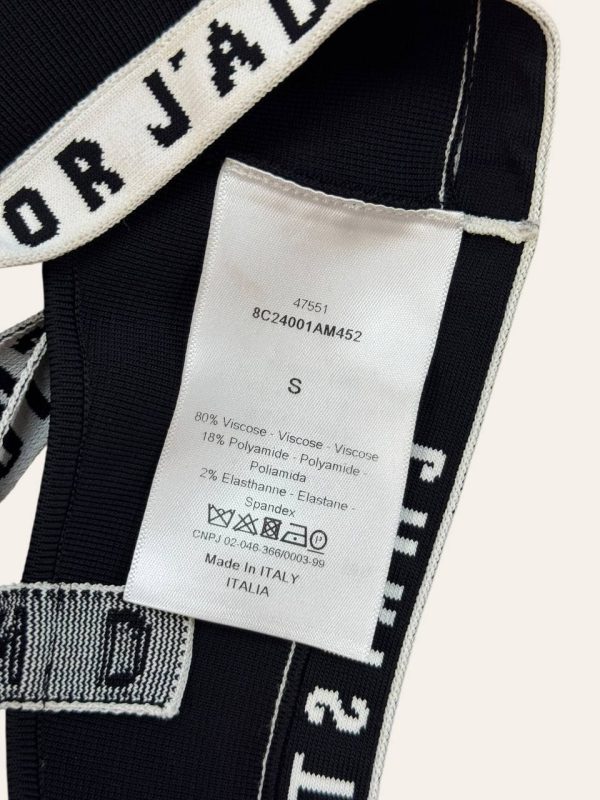 OR J'AD
47551
8C24001AM452
S
80% Viscose - Viscose - Viscose
18% Polyamide - Polyamide -
Poliamida
2% Elasthanne - Elastane -
Spandex
CNPJ 02-046-366/0003-99
Made in ITALY
ITALIA
M D